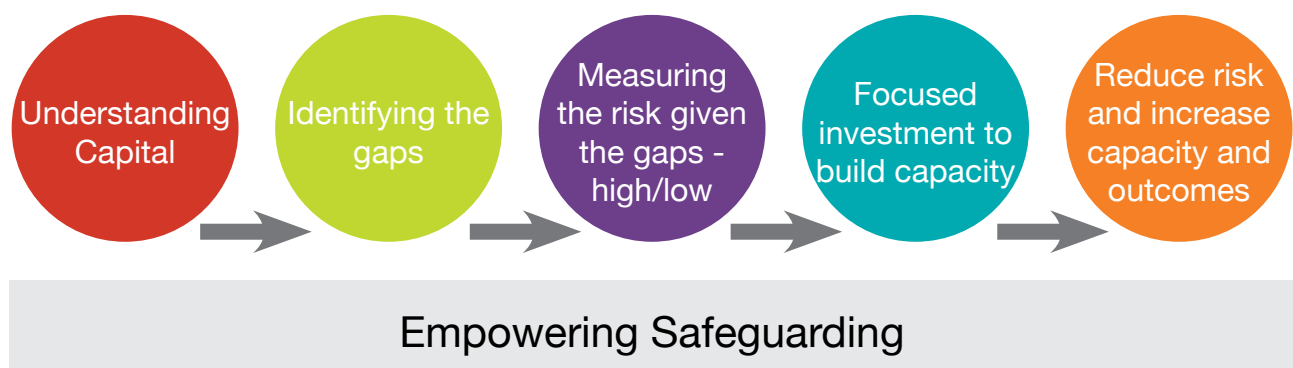 Understanding
Capital
Identifying the
gaps
Measuring
the risk given
the gaps -
high/low
Focused
investment to
build capacity
Reduce risk
and increase
capacity and
outcomes
Empowering Safeguarding